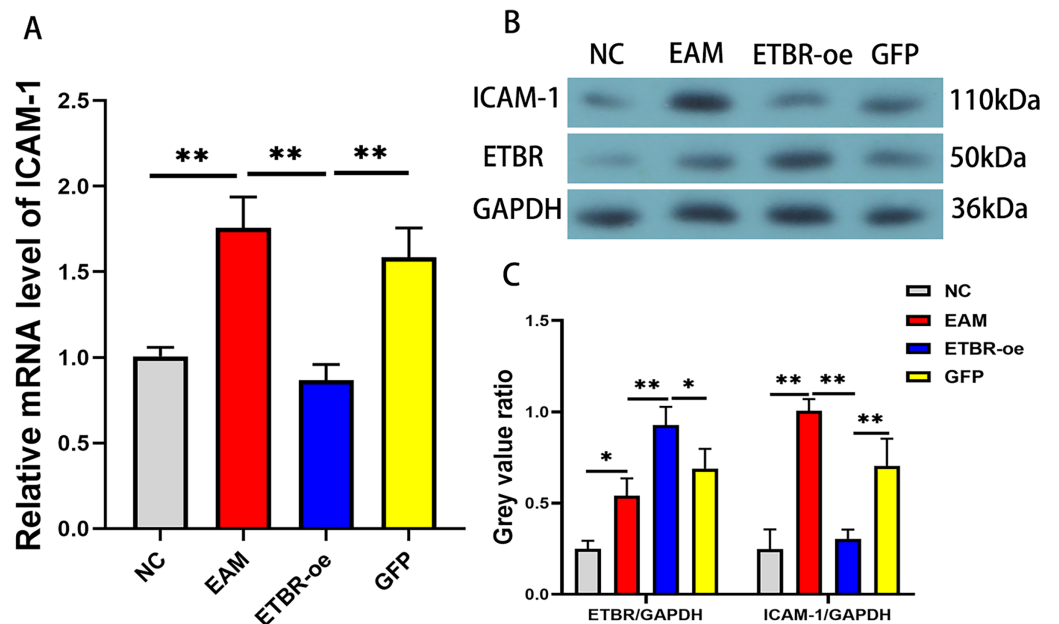 A
Relative mRNA level of ICAM-1
2.5
2.0
1.5
1.0
0.5
0.0
** ** **
NC EAM ETBR-oe GFP
B
NC EAM ETBR-oe GFP
ICAM-1 110kDa
ETBR 50kDa
GAPDH 36kDa
C
NC
EAM
ETBR-oe
GFP
Grey value ratio
1.5
1.0
0.5
0.0
* ** * ** ** **
ETBR/GAPDH ICAM-1/GAPDH